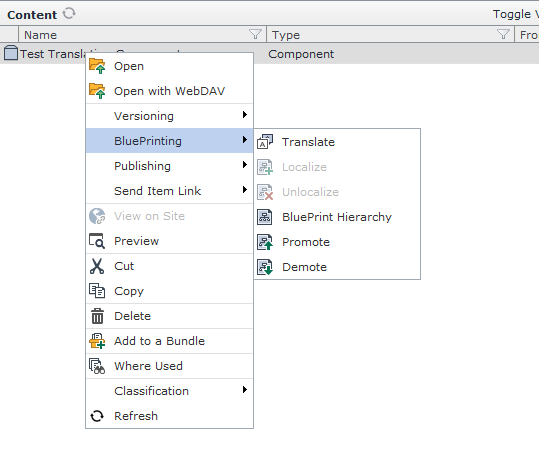 Content
Toggle
Name Type Fro
Test Component
Open
Open with WebDAV
Versioning
BluePrinting
Publishing
Send Item Link
View on Site
Preview
Cut
Copy
Delete
Add to a Bundle
Where Used
Classification
Refresh
Translate
Localize
Unlocalize
BluePrint Hierarchy
Promote
Demote